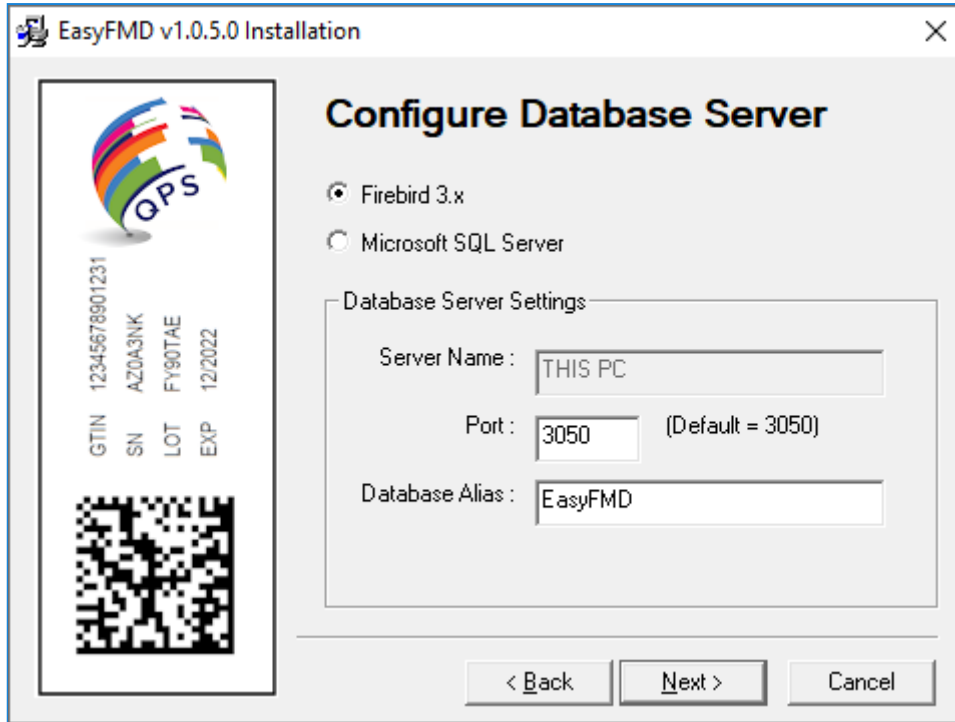 EasyFMD v1.0.5.0 Installation
QPS
GTIN 12345678901231
SN AZ0A3NK
LOT FY90TAE
EXP 12/2022
Configure Database Server
Firebird 3.x
Microsoft SQL Server
Database Server Settings
Server Name : THIS PC
Port : 3050 (Default = 3050)
Database Alias : EasyFMD
< Back Next > Cancel